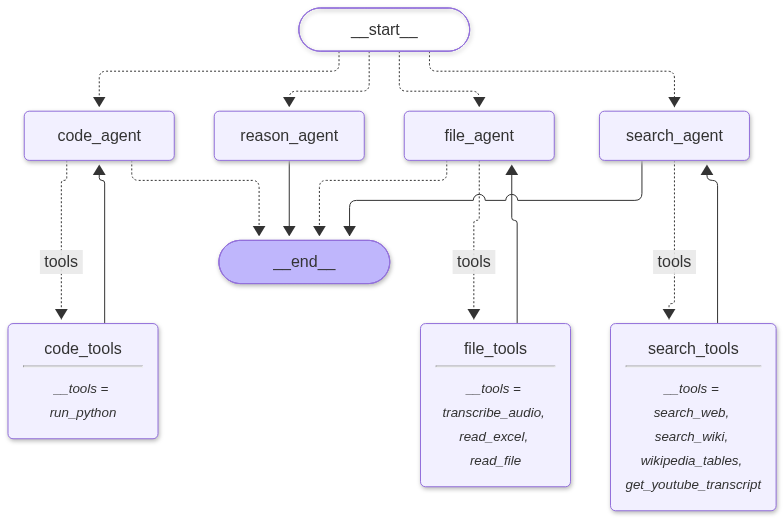 __start__
code_agent
reason_agent
file_agent
search_agent
tools
__end__
tools
tools
code_tools
__tools =
run_python
file_tools
__tools =
transcribe_audio,
read_excel,
read_file
search_tools
__tools =
search_web,
search_wiki,
wikipedia_tables,
get_youtube_transcript